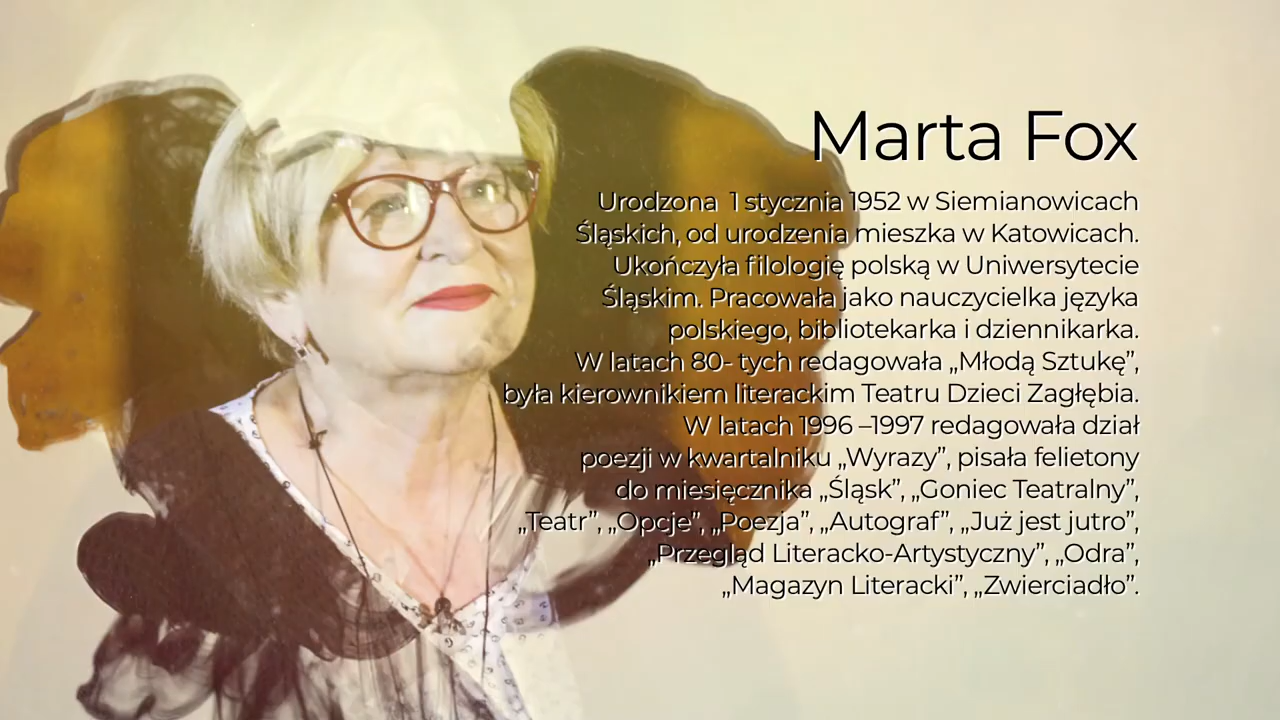 Marta Fox
Urodzona 1 stycznia 1952 w Siemianowicach
Śląskich, od urodzenia mieszka w Katowicach.
Ukończyła filologię polską w Uniwersytecie
Śląskim. Pracowała jako nauczycielka języka
polskiego, bibliotekarka i dziennikarka.
W latach 80- tych redagowała „Młodą Sztukę”,
była kierownikiem literackim Teatru Dzieci Zagłębia.
W latach 1996 –1997 redagowała dział
poezji w kwartalniku „Wyrazy”, pisała felietony
do miesięcznika „Śląsk”, „Goniec Teatralny”,
„Teatr”, „Opcje”, „Poezja”, „Autograf”, „Już jest jutro”,
„Przegląd Literacko-Artystyczny”, „Odra”,
„Magazyn Literacki”, „Zwierciadło”.